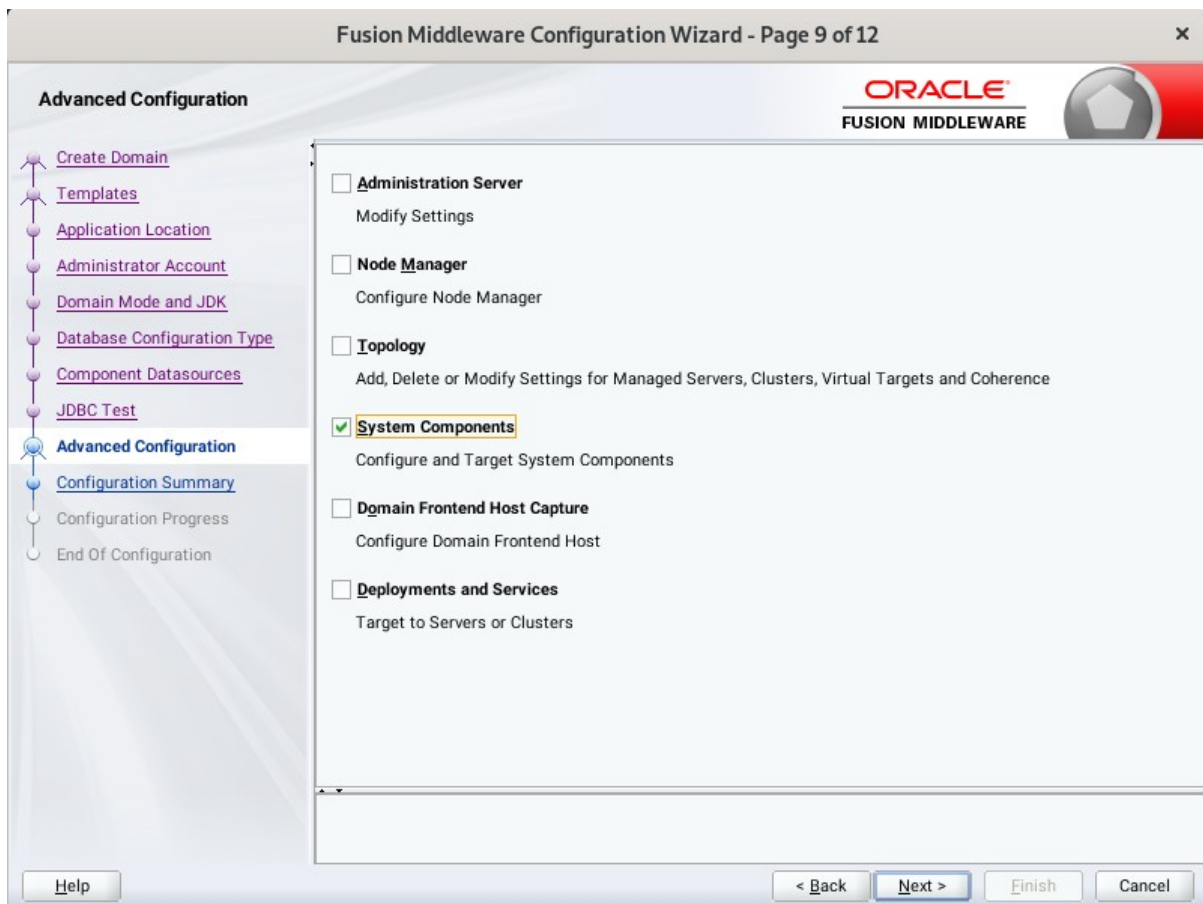 Fusion Middleware Configuration Wizard - Page 9 of 12
Advanced Configuration
ORACLE
FUSION MIDDLEWARE
Create Domain
Templates
Application Location
Administrator Account
Domain Mode and JDK
Database Configuration Type
Component Datasources
JDBC Test
Advanced Configuration
Configuration Summary
Configuration Progress
End Of Configuration
Administration Server
Modify Settings
Node Manager
Configure Node Manager
Topology
Add, Delete or Modify Settings for Managed Servers, Clusters, Virtual Targets and Coherence
System Components
Configure and Target System Components
Domain Frontend Host Capture
Configure Domain Frontend Host
Deployments and Services
Target to Servers or Clusters
Help
< Back
Next >
Finish
Cancel